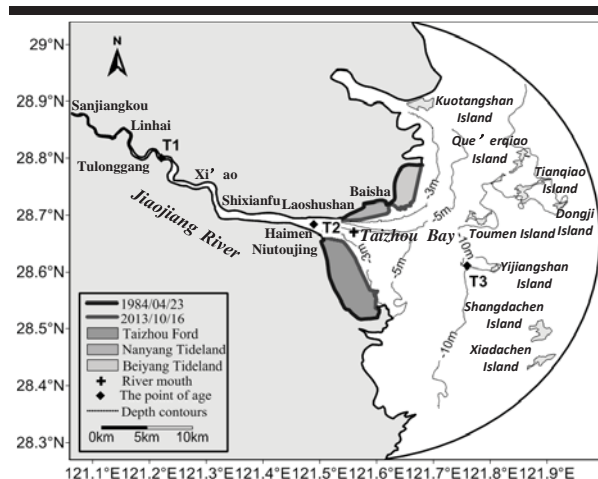 29°N
28.9°N
28.8°N
28.7°N
28.6°N
28.5°N
28.4°N
28.3°N
N
Sanjiangkou
Linhai
T1
Tulonggang
Xi’ ao
Shixianfu
Laoshushan
Baisha
Jiaojiang River
Haimen
T2
Niutoujing
Taizhou Bay
Kuotangshan
Island
Que’ erqiao
Island
Tianqiao
Island
Dongji
Island
Toumen Island
Yijiangshan
Island
T3
Shangdachen
Island
Xiadachen
Island
-3m
-5m
-10m
-3m
-5m
-10m
1984/04/23
2013/10/16
Taizhou Ford
Nanyang Tideland
Beiyang Tideland
River mouth
The point of age
Depth contours
0km 5km 10km
121.1°E121.2°E121.3°E121.4°E121.5°E121.6°E121.7°E121.8°E121.9°E